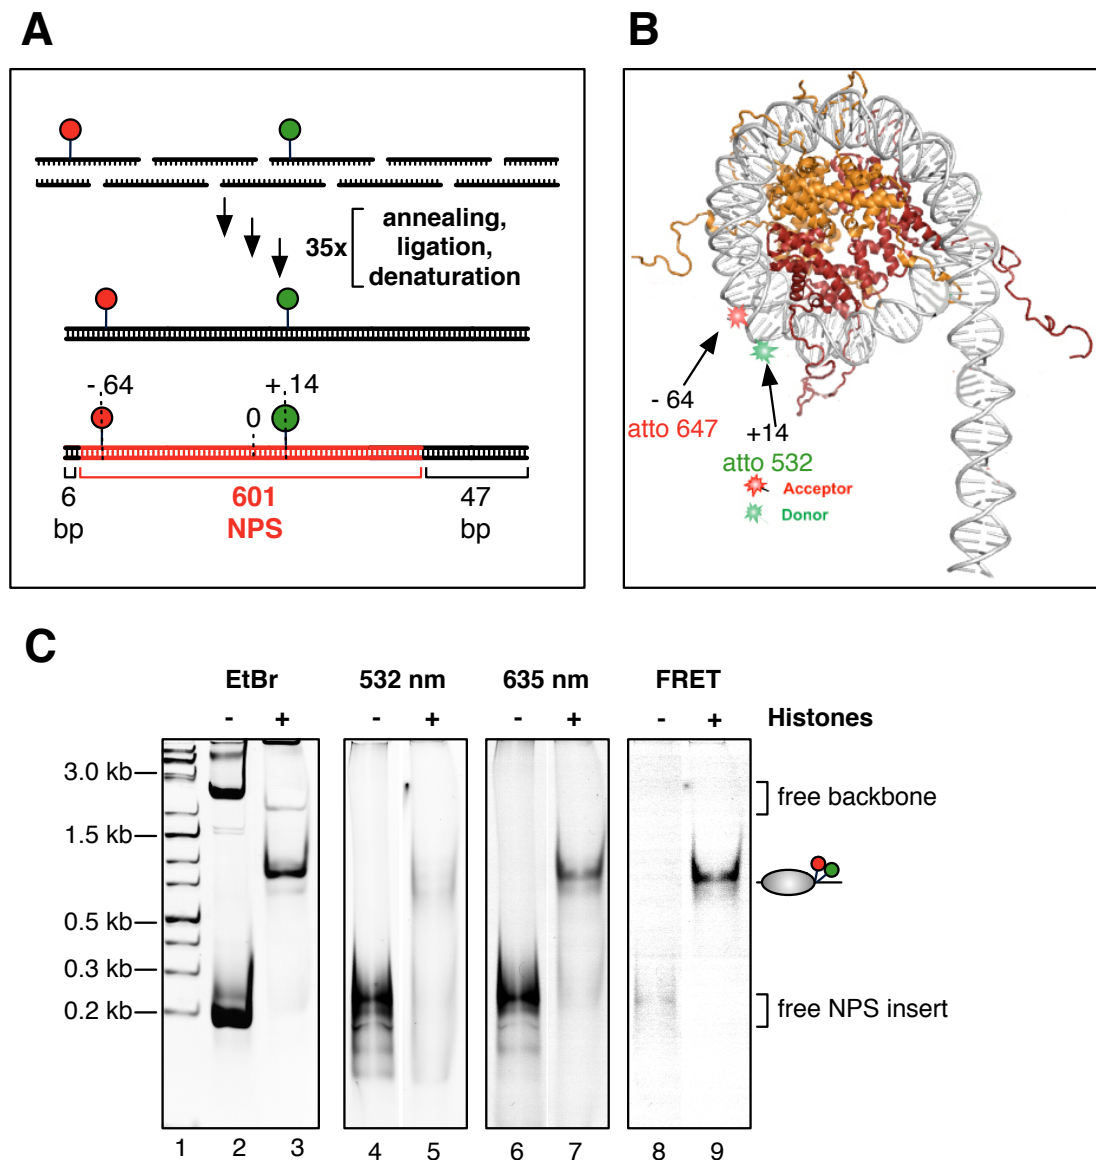 A
35x
annealing,
ligation,
denaturation
- 64
0
+ 14
6
bp
601
NPS
47
bp
B
- 64
atto 647
+14
atto 532
Acceptor
Donor
C
EtBr 532 nm 635 nm FRET
- + - + - + - + Histones
3.0 kb
1.5 kb
0.5 kb
0.3 kb
0.2 kb
free backbone
free NPS insert
1 2 3 4 5 6 7 8 9